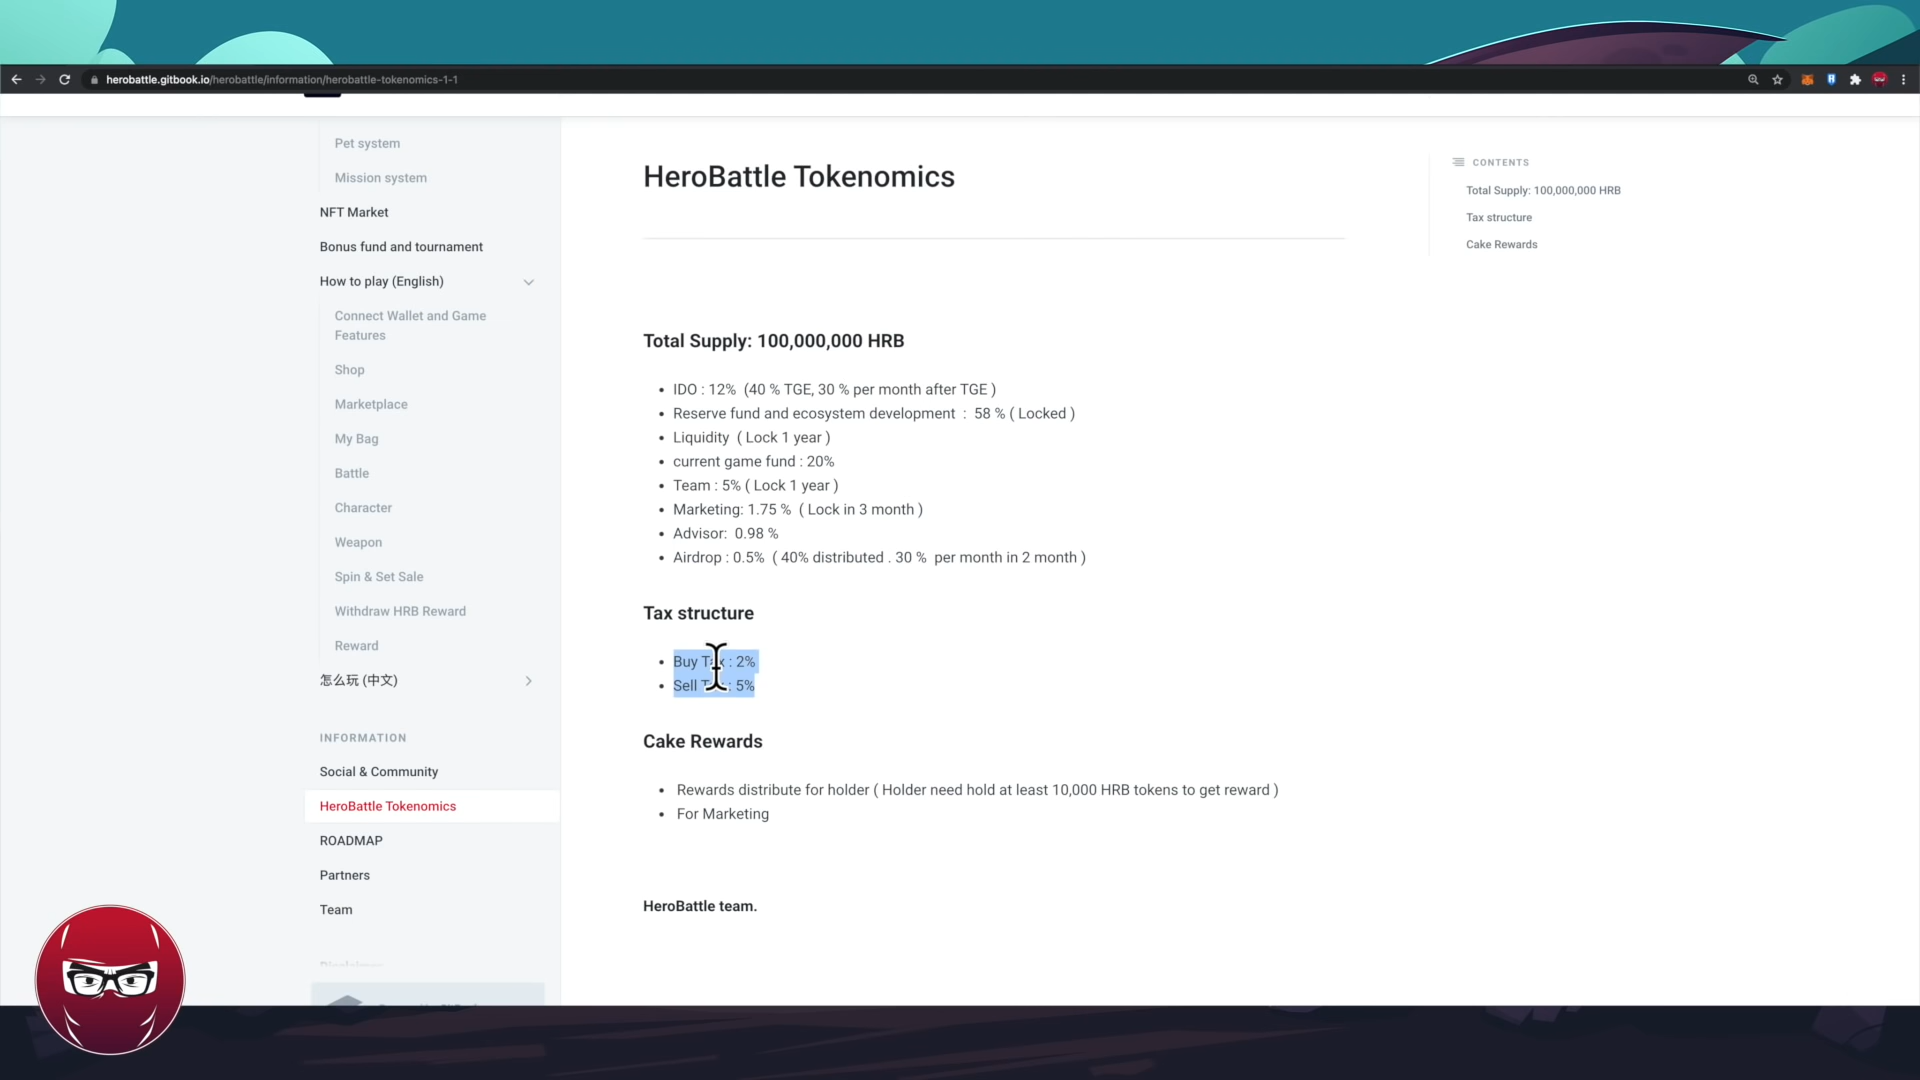 herobattle.gitbook.io/herobattle/information/herobattle-tokenomics-1-1
Pet system
Mission system
NFT Market
Bonus fund and tournament
How to play (English)
Connect Wallet and Game
Features
Shop
Marketplace
My Bag
Battle
Character
Weapon
Spin & Set Sale
Withdraw HRB Reward
Reward
怎么玩 (中文)
INFORMATION
Social & Community
HeroBattle Tokenomics
ROADMAP
Partners
Team
HeroBattle Tokenomics
Total Supply: 100,000,000 HRB
• IDO : 12% (40 % TGE, 30 % per month after TGE )
• Reserve fund and ecosystem development : 58 % ( Locked )
• Liquidity ( Lock 1 year )
• current game fund : 20%
• Team : 5% ( Lock 1 year )
• Marketing: 1.75 % ( Lock in 3 month )
• Advisor: 0.98 %
• Airdrop : 0.5% ( 40% distributed . 30 % per month in 2 month )
Tax structure
• Buy Tax : 2%
• Sell Tax : 5%
Cake Rewards
• Rewards distribute for holder ( Holder need hold at least 10,000 HRB tokens to get reward )
• For Marketing
HeroBattle team.
CONTENTS
Total Supply: 100,000,000 HRB
Tax structure
Cake Rewards